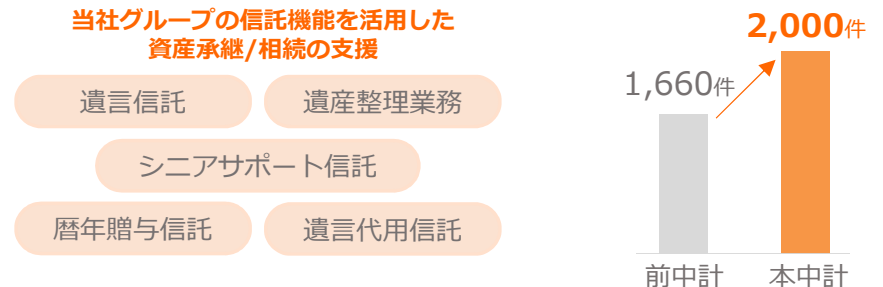 当社グループの信託機能を活用した
資産承継/相続の支援
遺言信託
遺産整理業務
シニアサポート信託
暦年贈与信託
遺言代用信託
2,000件
1,660件
前中計
本中計